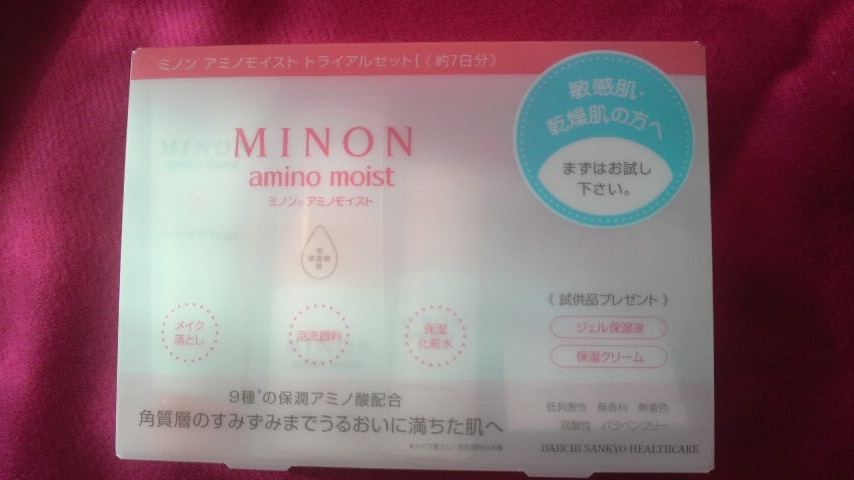 ミノン アミノモイスト トライアルセットI《約7日分》
敏感肌・
乾燥肌の方へ
まずはお試し
下さい。
MINON
amino moist
ミノン® アミノモイスト
《 試供品プレゼント 》
ジェル保湿液
保湿クリーム
メイク
落とし
泡洗顔料
保湿
化粧水
9種*の保潤アミノ酸配合
角質層のすみずみまでうるおいに満ちた肌へ
低刺激性 無香料 無着色
弱酸性 パラベンフリー
DAIICHI SANKYO HEALTHCARE